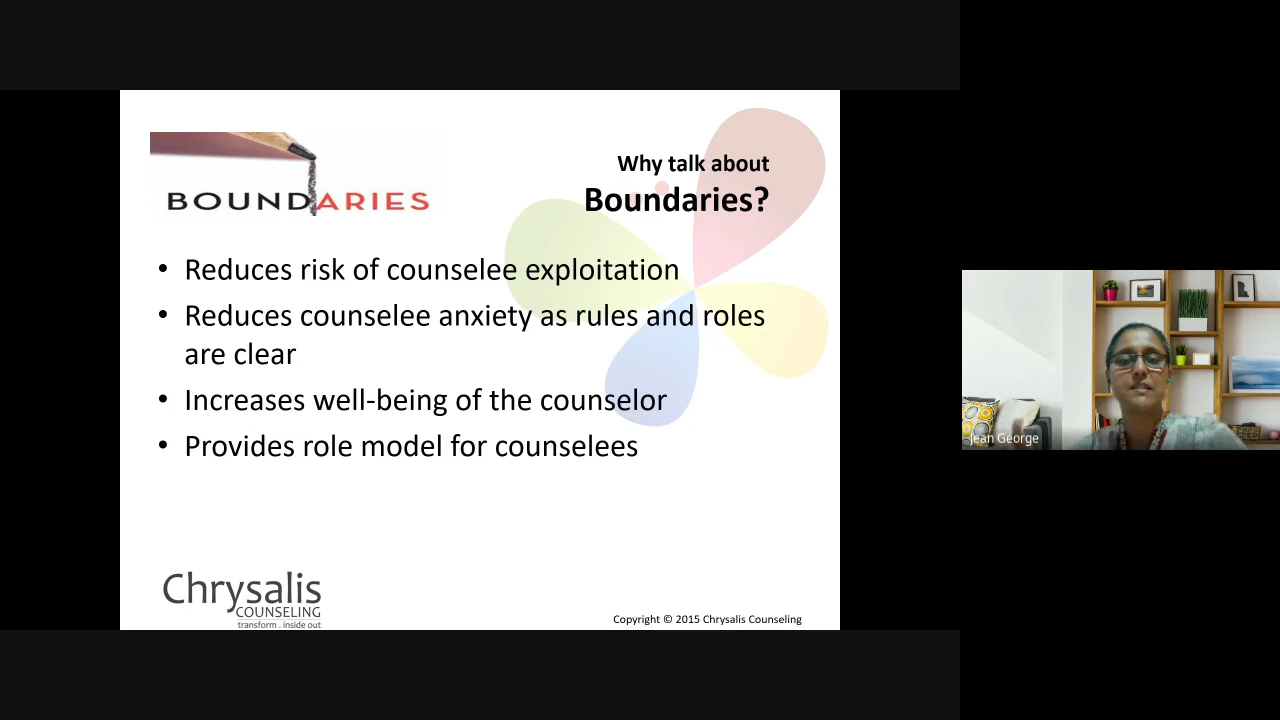 BOUNDARIES
Why talk about
Boundaries?
• Reduces risk of counselee exploitation
• Reduces counselee anxiety as rules and roles
are clear
• Increases well-being of the counselor
• Provides role model for counselees
Chrysalis
COUNSELING
transform . inside out
Copyright © 2015 Chrysalis Counseling
Jean George